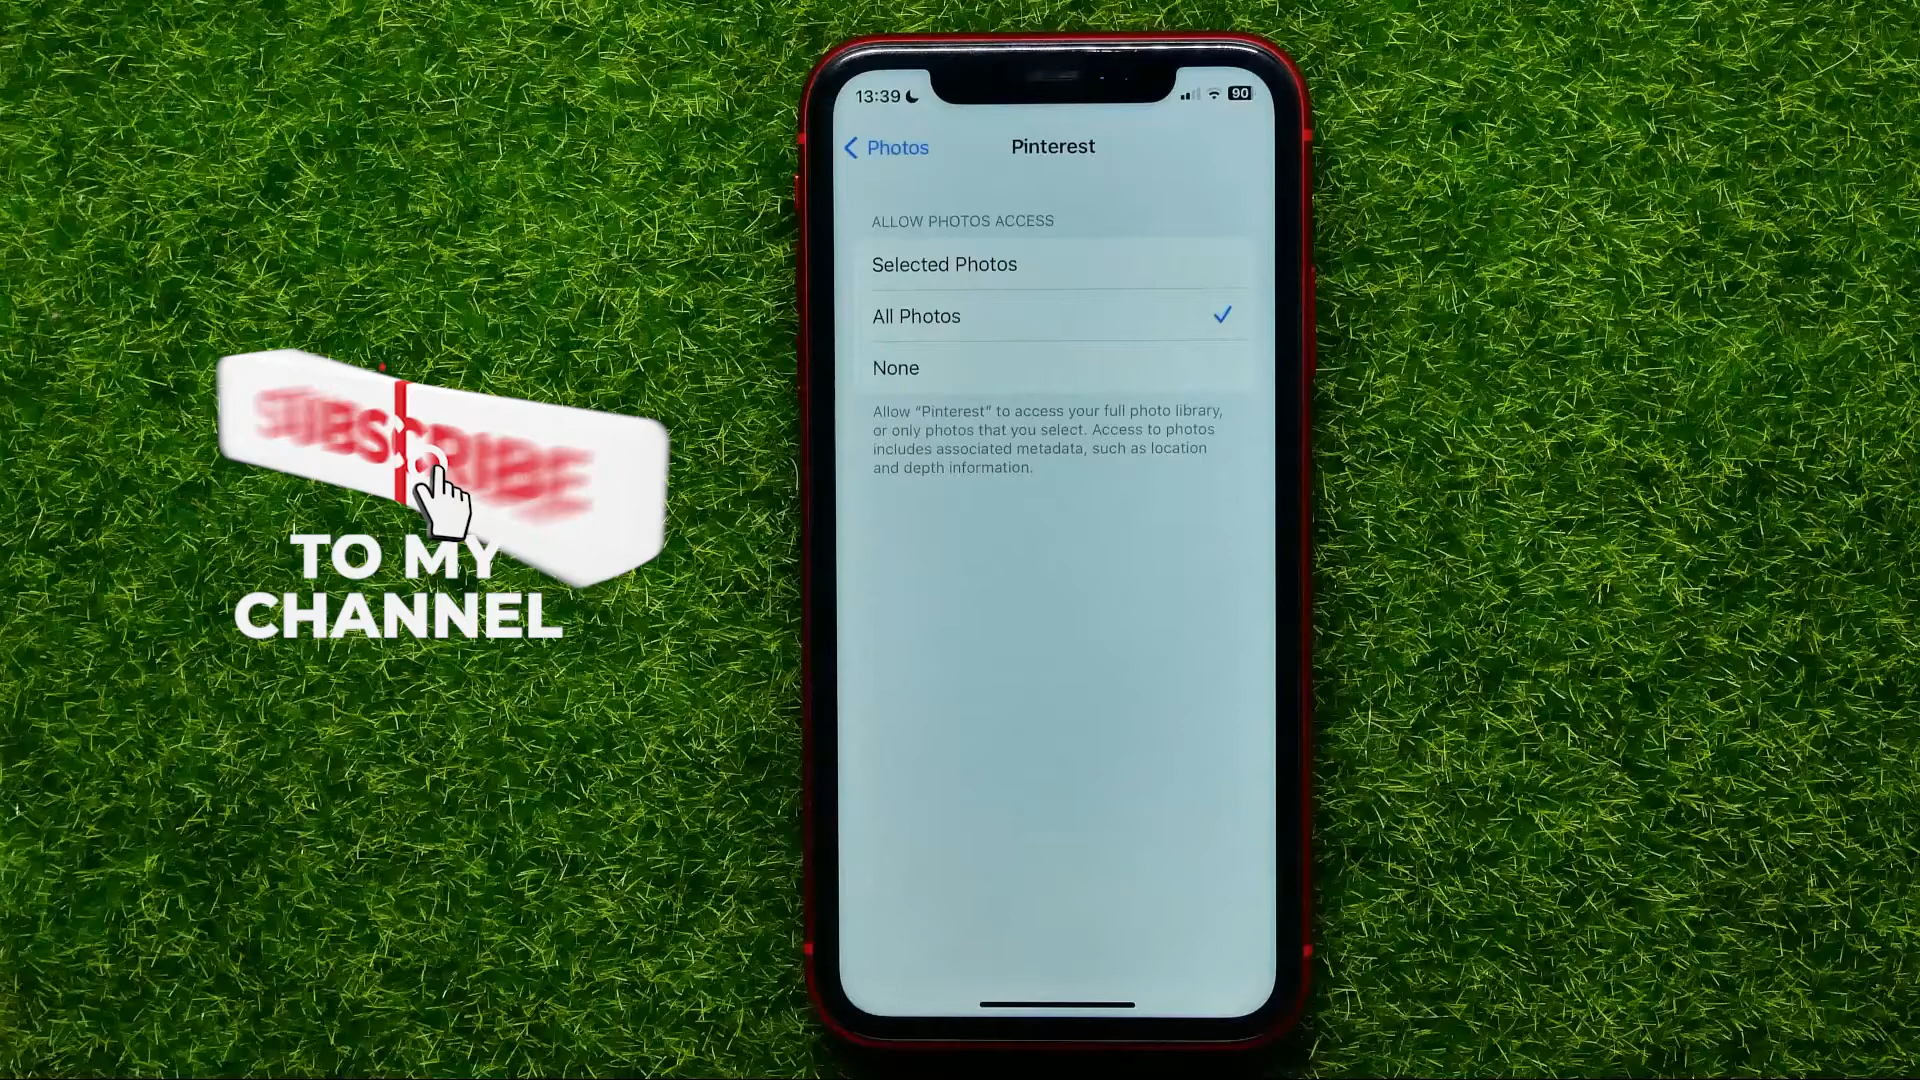 13:39
90
Photos
Pinterest
ALLOW PHOTOS ACCESS
Selected Photos
All Photos
None
Allow “Pinterest” to access your full photo library,
or only photos that you select. Access to photos
includes associated metadata, such as location
and depth information.
SUBSCRIBE
TO MY
CHANNEL